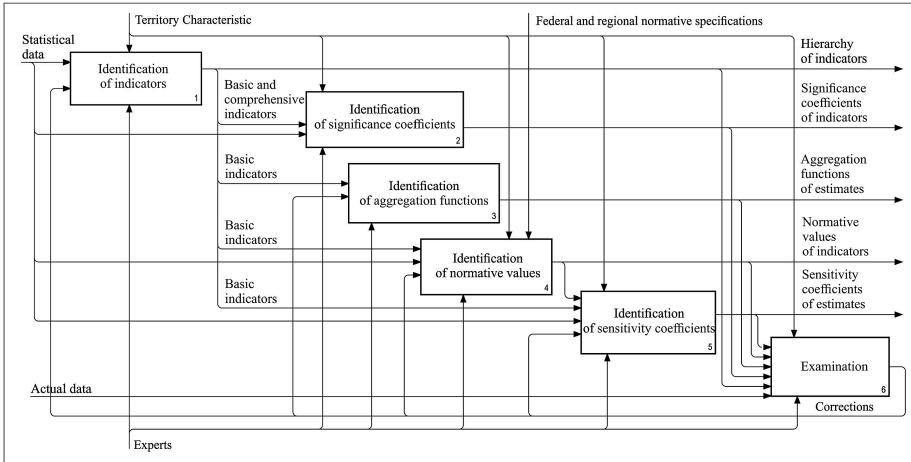 Territory Characteristic
Federal and regional normative specifications
Statistical
data
Identification
of indicators
1
Hierarchy
of indicators
Basic and
comprehensive
indicators
Identification
of significance coefficients
2
Significance
coefficients
of indicators
Basic
indicators
Identification
of aggregation functions
3
Aggregation
functions
of estimates
Basic
indicators
Identification
of normative values
4
Normative
values
of indicators
Basic
indicators
Identification
of sensitivity coefficients
5
Sensitivity
coefficients
of estimates
Examination
6
Actual data
Corrections
Experts